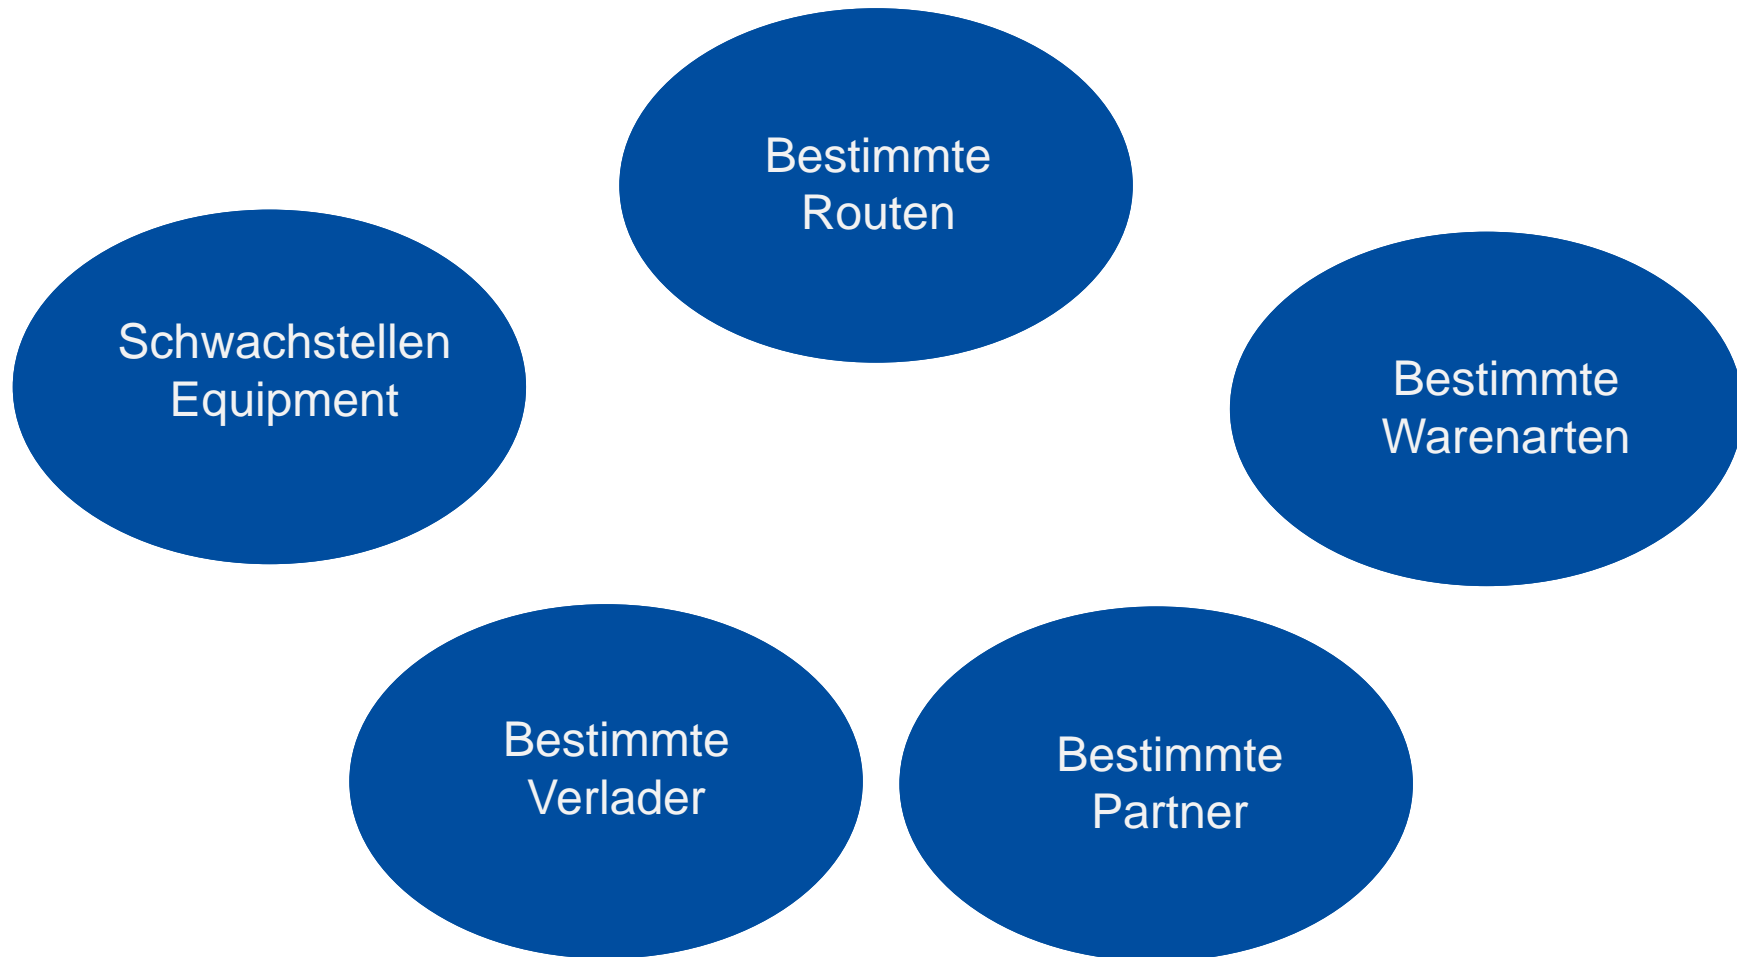 Bestimmte
Routen
Schwachstellen
Equipment
Bestimmte
Warenarten
Bestimmte
Verlader
Bestimmte
Partner